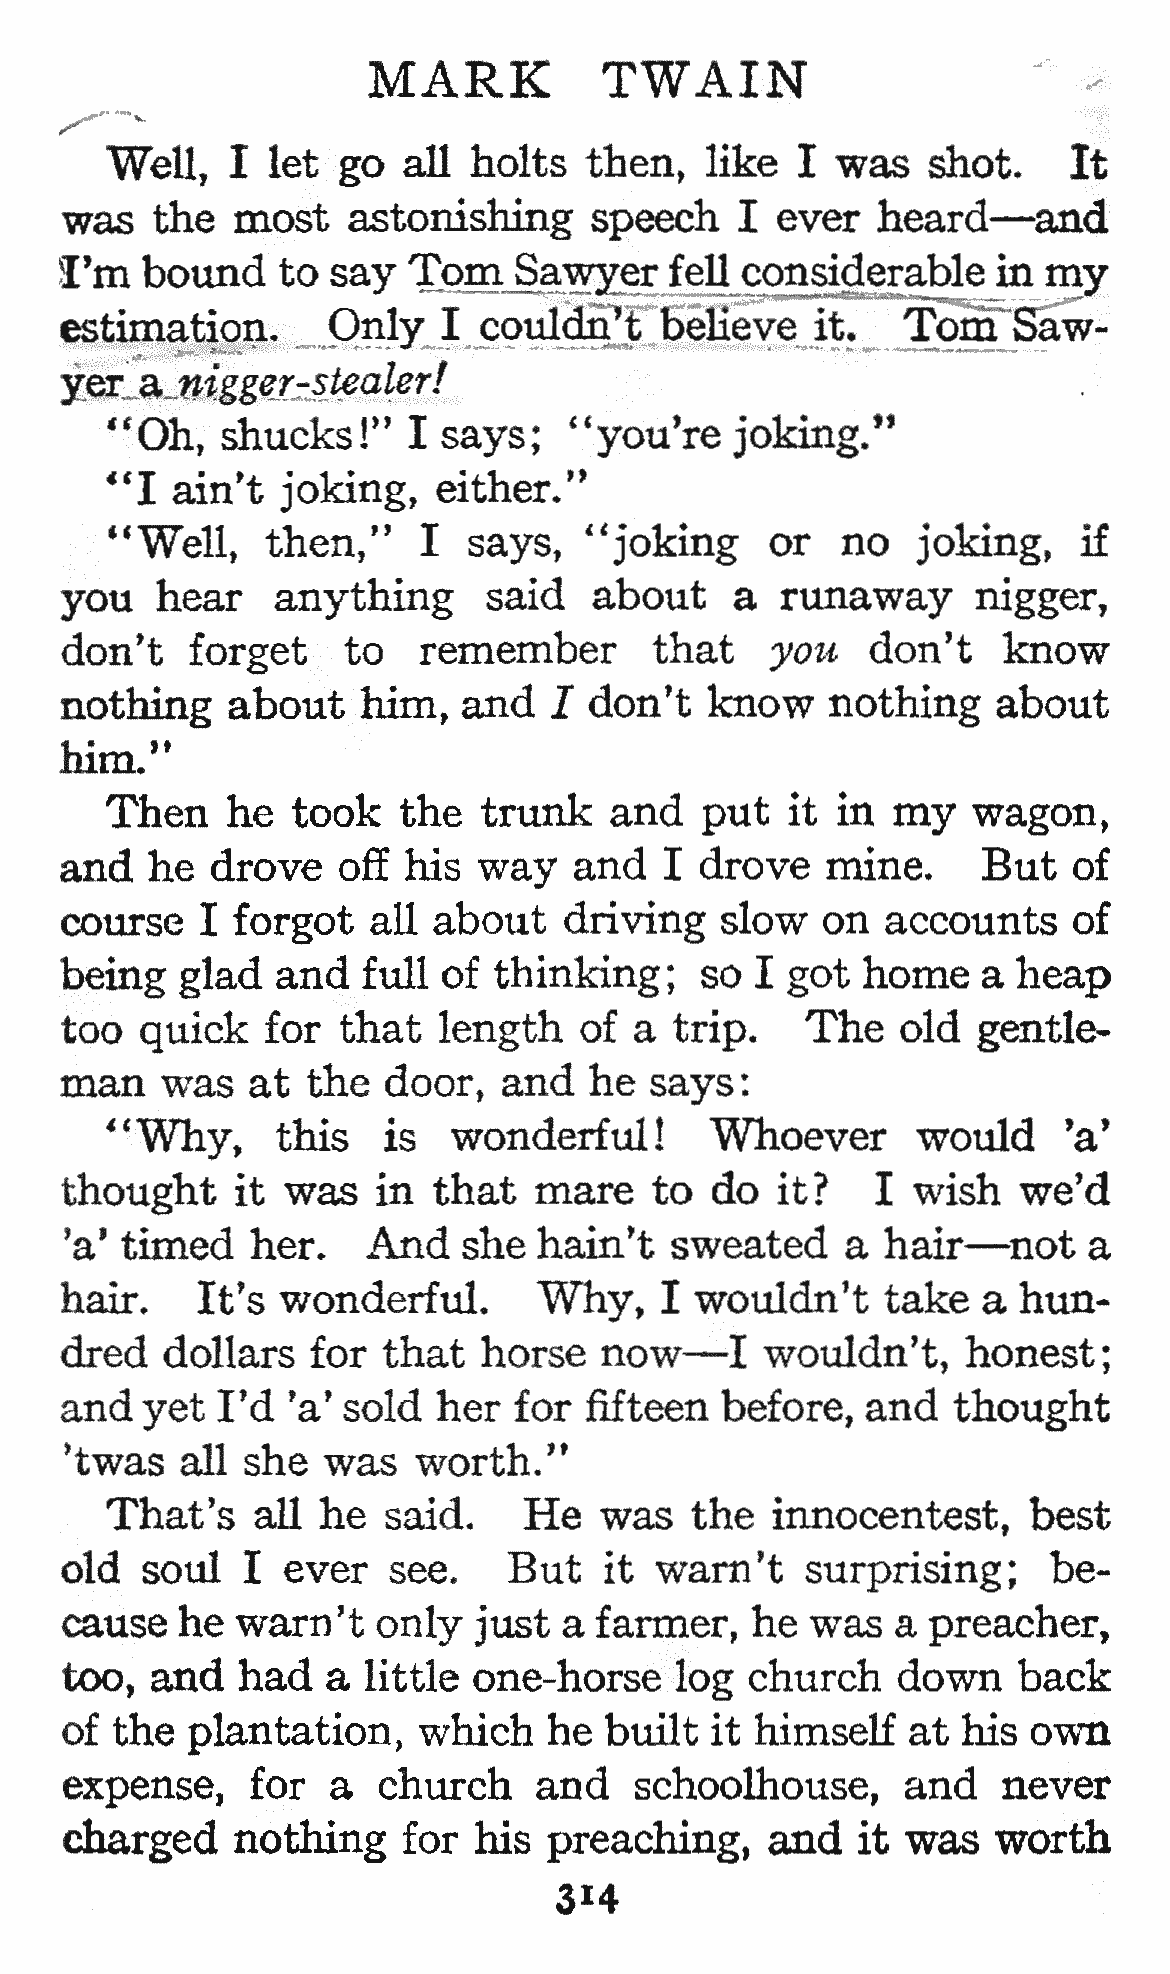 MARK TWAIN
Well, I let go all holts then, like I was shot. It
was the most astonishing speech I ever heard—and
I'm bound to say Tom Sawyer fell considerable in my
estimation. Only I couldn't believe it. Tom Saw-
yer a nigger-stealer!
"Oh, shucks!" I says; "you're joking."
"I ain't joking, either."
"Well, then," I says, "joking or no joking, if
you hear anything said about a runaway nigger,
don't forget to remember that you don't know
nothing about him, and I don't know nothing about
him."
Then he took the trunk and put it in my wagon,
and he drove off his way and I drove mine. But of
course I forgot all about driving slow on accounts of
being glad and full of thinking; so I got home a heap
too quick for that length of a trip. The old gentle-
man was at the door, and he says:
"Why, this is wonderful! Whoever would 'a'
thought it was in that mare to do it? I wish we'd
'a' timed her. And she hain't sweated a hair—not a
hair. It's wonderful. Why, I wouldn't take a hun-
dred dollars for that horse now—I wouldn't, honest;
and yet I'd 'a' sold her for fifteen before, and thought
'twas all she was worth."
That's all he said. He was the innocentest, best
old soul I ever see. But it warn't surprising; be-
cause he warn't only just a farmer, he was a preacher,
too, and had a little one-horse log church down back
of the plantation, which he built it himself at his own
expense, for a church and schoolhouse, and never
charged nothing for his preaching, and it was worth
314